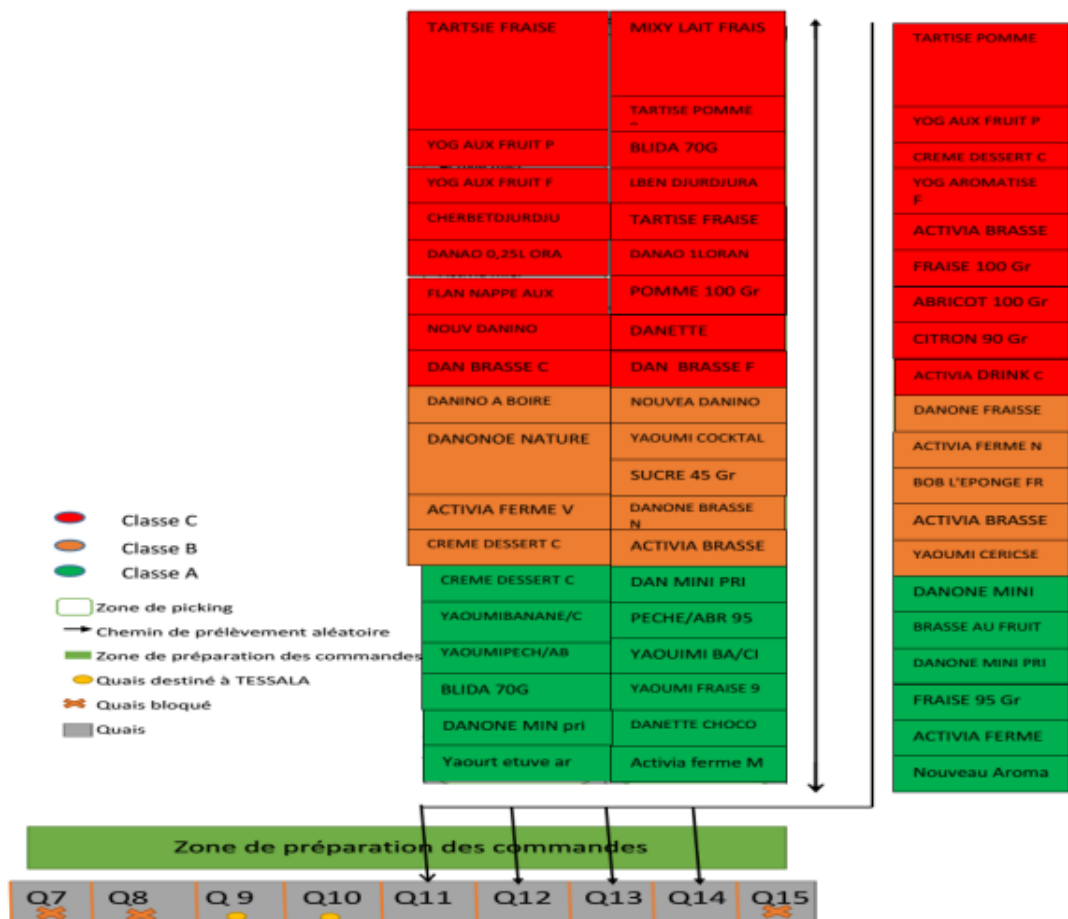 TARTSIE FRAISE
YOG AUX FRUIT P
YOG AUX FRUIT F
CHERBETDJURDJU
DANAO 0,25L ORA
FLAN NAPPE AUX
NOUV DANINO
DAN BRASSE C
DANINO A BOIRE
DANONOE NATURE
ACTIVIA FERME V
CREME DESSERT C
CREME DESSERT C
YAOUMIBANANE/C
YAOUMIPECH/AB
BLIDA 70G
DANONE MIN pri
Yaourt etuve ar
MIXY LAIT FRAIS
TARTISE POMME
BLIDA 70G
LBEN DJURDJURA
TARTISE FRAISE
DANAO 1LORAN
POMME 100 Gr
DANETTE
DAN BRASSE F
NOUVEA DANINO
YAOUMI COCKTAL
SUCRE 45 Gr
DANONE BRASSE
N
ACTIVIA BRASSE
DAN MINI PRI
PECHE/ABR 95
YAOUIMI BA/CI
YAOUMI FRAISE 9
DANETTE CHOCO
Activia ferme M
TARTISE POMME
YOG AUX FRUIT P
CREME DESSERT C
YOG AROMATISE
F
ACTIVIA BRASSE
FRAISE 100 Gr
ABRICOT 100 Gr
CITRON 90 Gr
ACTIVIA DRINK C
DANONE FRAISSE
ACTIVIA FERME N
BOB L'EPONGE FR
ACTIVIA BRASSE
YAOUMI CERICSE
DANONE MINI
BRASSE AU FRUIT
DANONE MINI PRI
FRAISE 95 Gr
ACTIVIA FERME
Nouveau Aroma
Classe C
Classe B
Classe A
Zone de picking
Chemin de prélèvement aléatoire
Zone de préparation des commandes
Quais destiné à TESSALA
Quais bloqué
Quais
Zone de préparation des commandes
Q7 Q8 Q 9 Q10 Q11 Q12 Q13 Q14 Q15